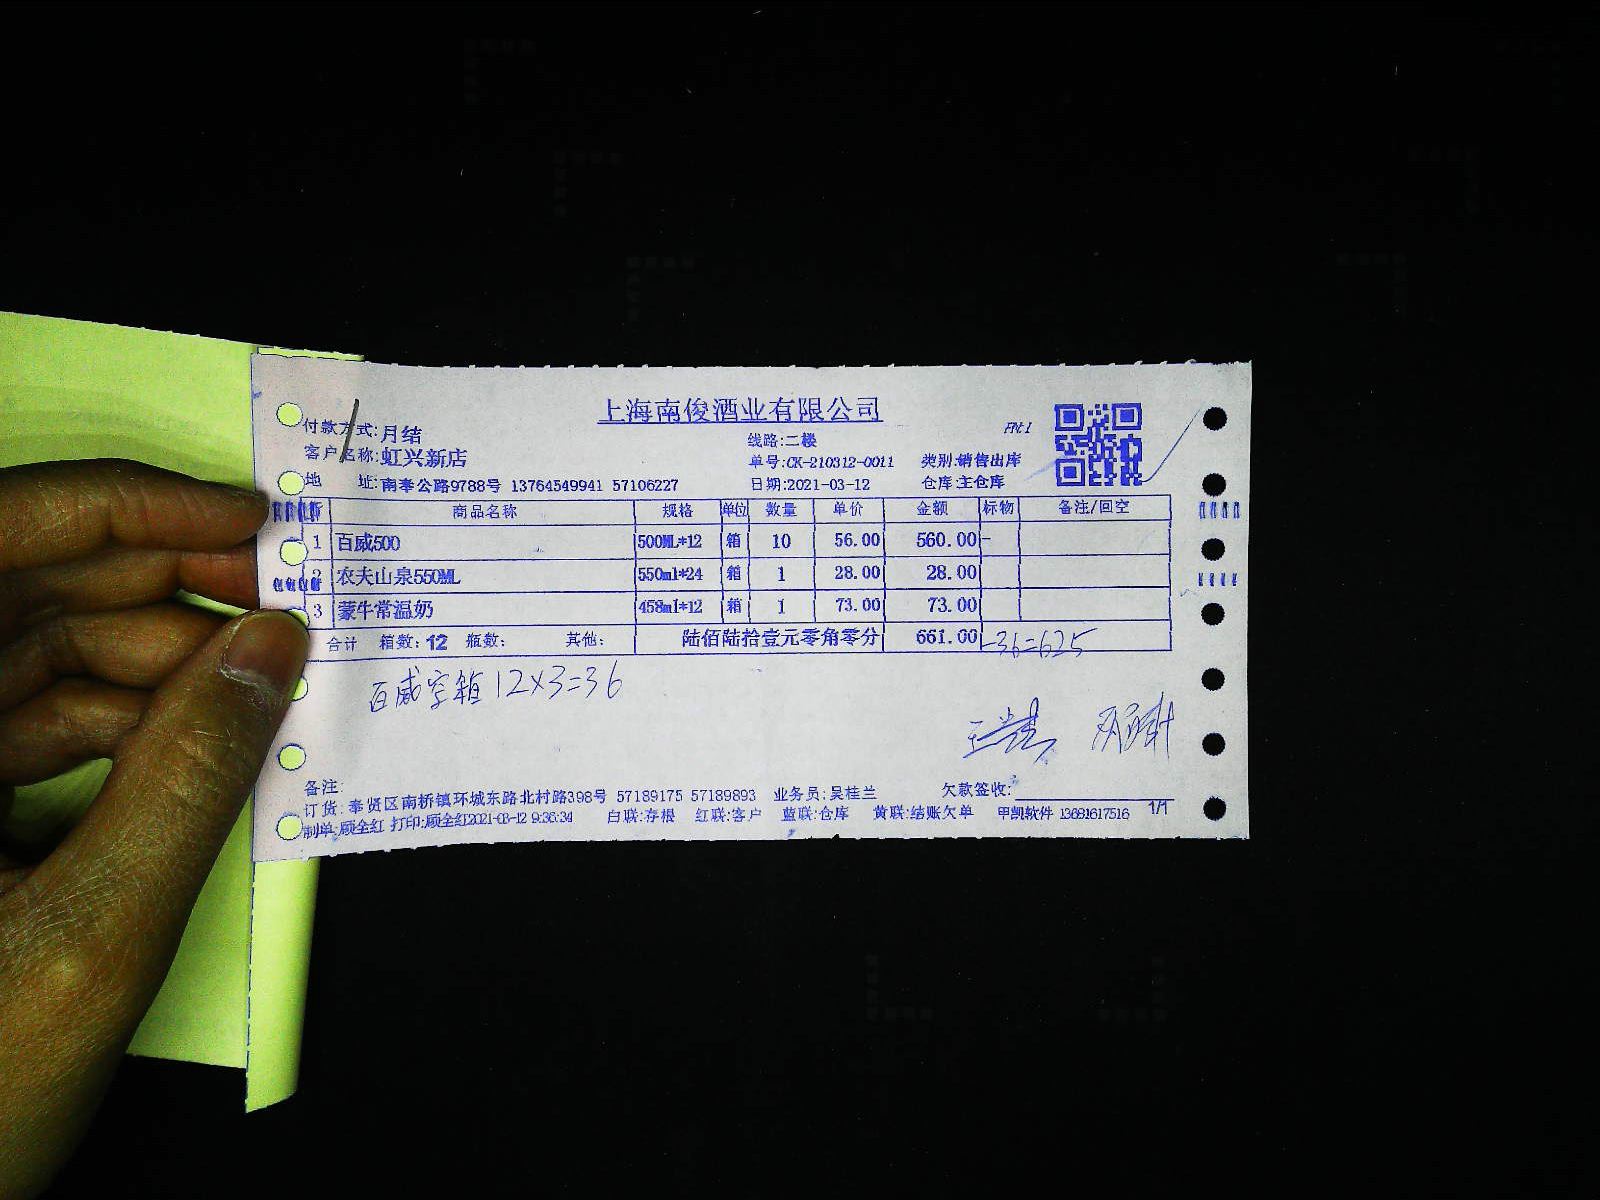 上海南俊酒业有限公司
付款方式:月结 线路:二楼
客户名称:虹兴新店 单号:CK-210312-0011 类别:销售出库
地 址:南奉公路9788号 13764549941 57106227 日期:2021-03-12 仓库:主仓库
商品名称 规格 单位 数量 单价 金额 标物 备注/回空
1 百威500 500ML*12 箱 10 56.00 560.00
2 农夫山泉550ML 550ml*24 箱 1 28.00 28.00
3 蒙牛常温奶 458ml*12 箱 1 73.00 73.00
合计 箱数: 12 瓶数: 其他: 陆佰陆拾壹元零角零分 661.00 -36=625
百威空箱 12×3=36
备注:
订货: 奉贤区南桥镇环城东路北村路398号 57189175 57189893 业务员:吴桂兰 欠款签收:
制单:顾全红 打印:顾全红2021-03-12 9:36:34 白联:存根 红联:客户 蓝联:仓库 黄联:结账欠单 甲凯软件 13681617516 1/1